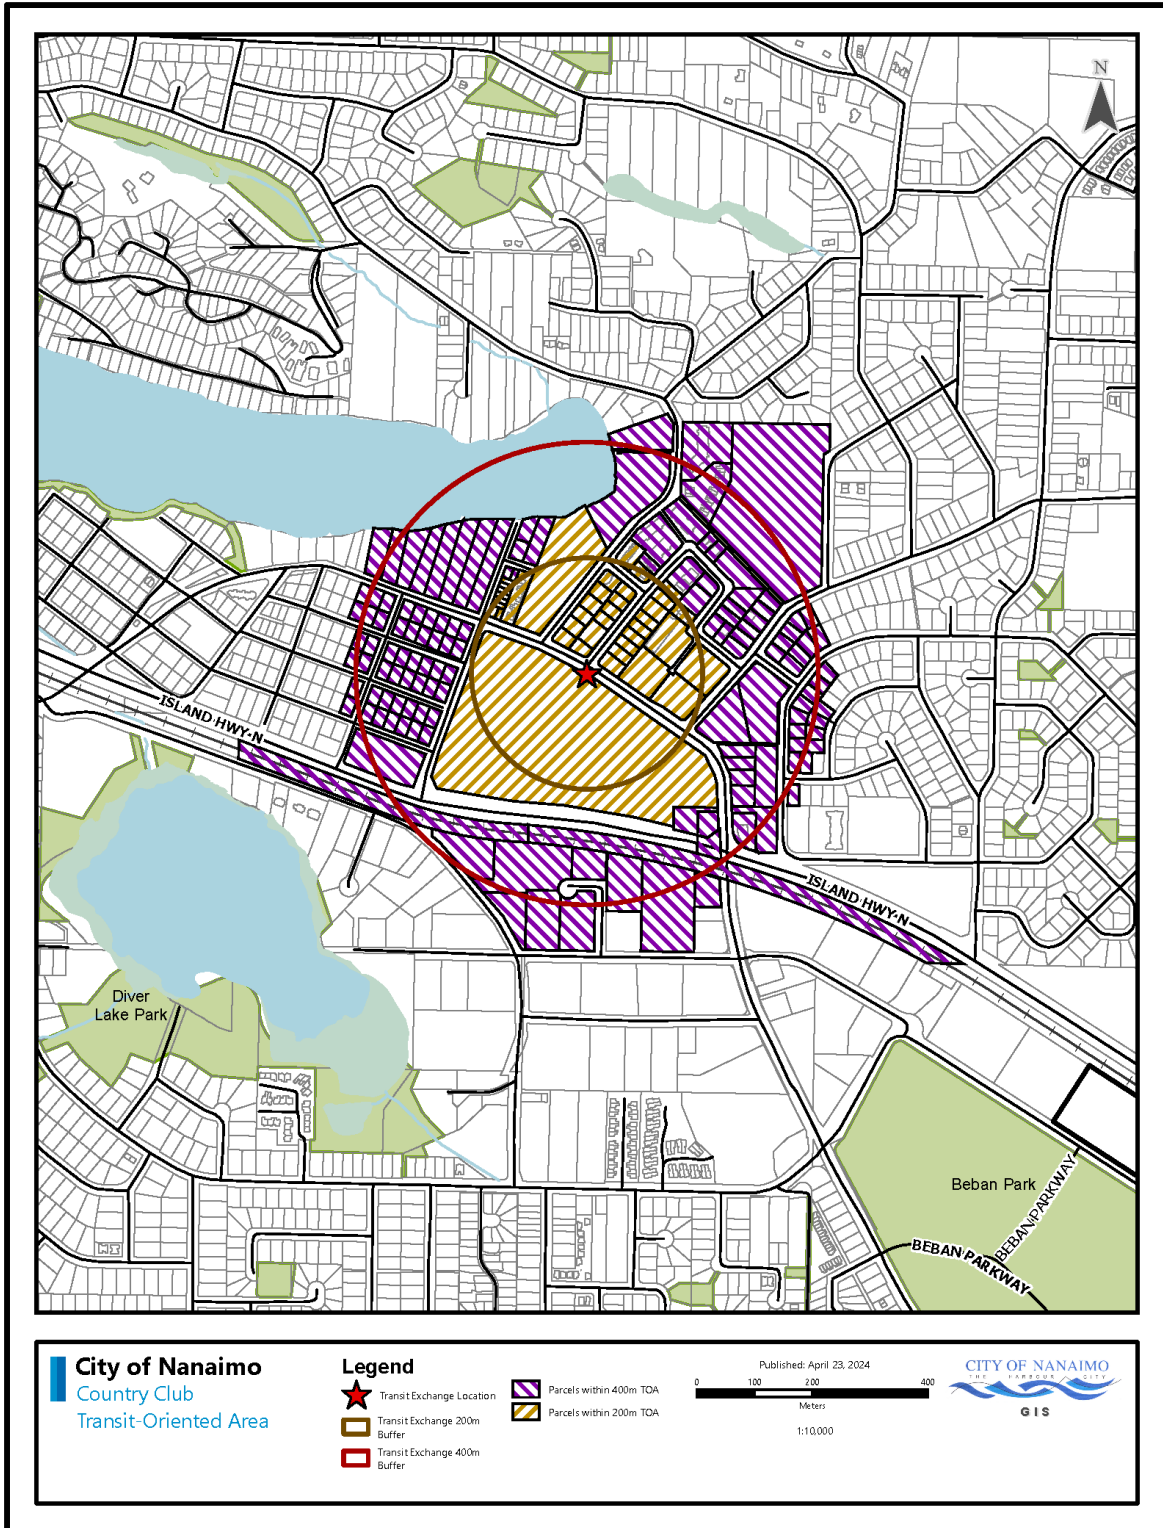 N
ISLAND HWY-N
ISLAND HWY-N
Diver
Lake Park
Beban Park
BEBAN PARKWAY
BEBAN PARKWAY
City of Nanaimo
Country Club
Transit-Oriented Area
Legend
Transit Exchange Location
Transit Exchange 200m
Buffer
Transit Exchange 400m
Buffer
Parcels within 400m TOA
Parcels within 200m TOA
Published: April 23, 2024
0 100 200 400
Meters
1:10,000
CITY OF NANAIMO
THE HARBOUR CITY
GIS